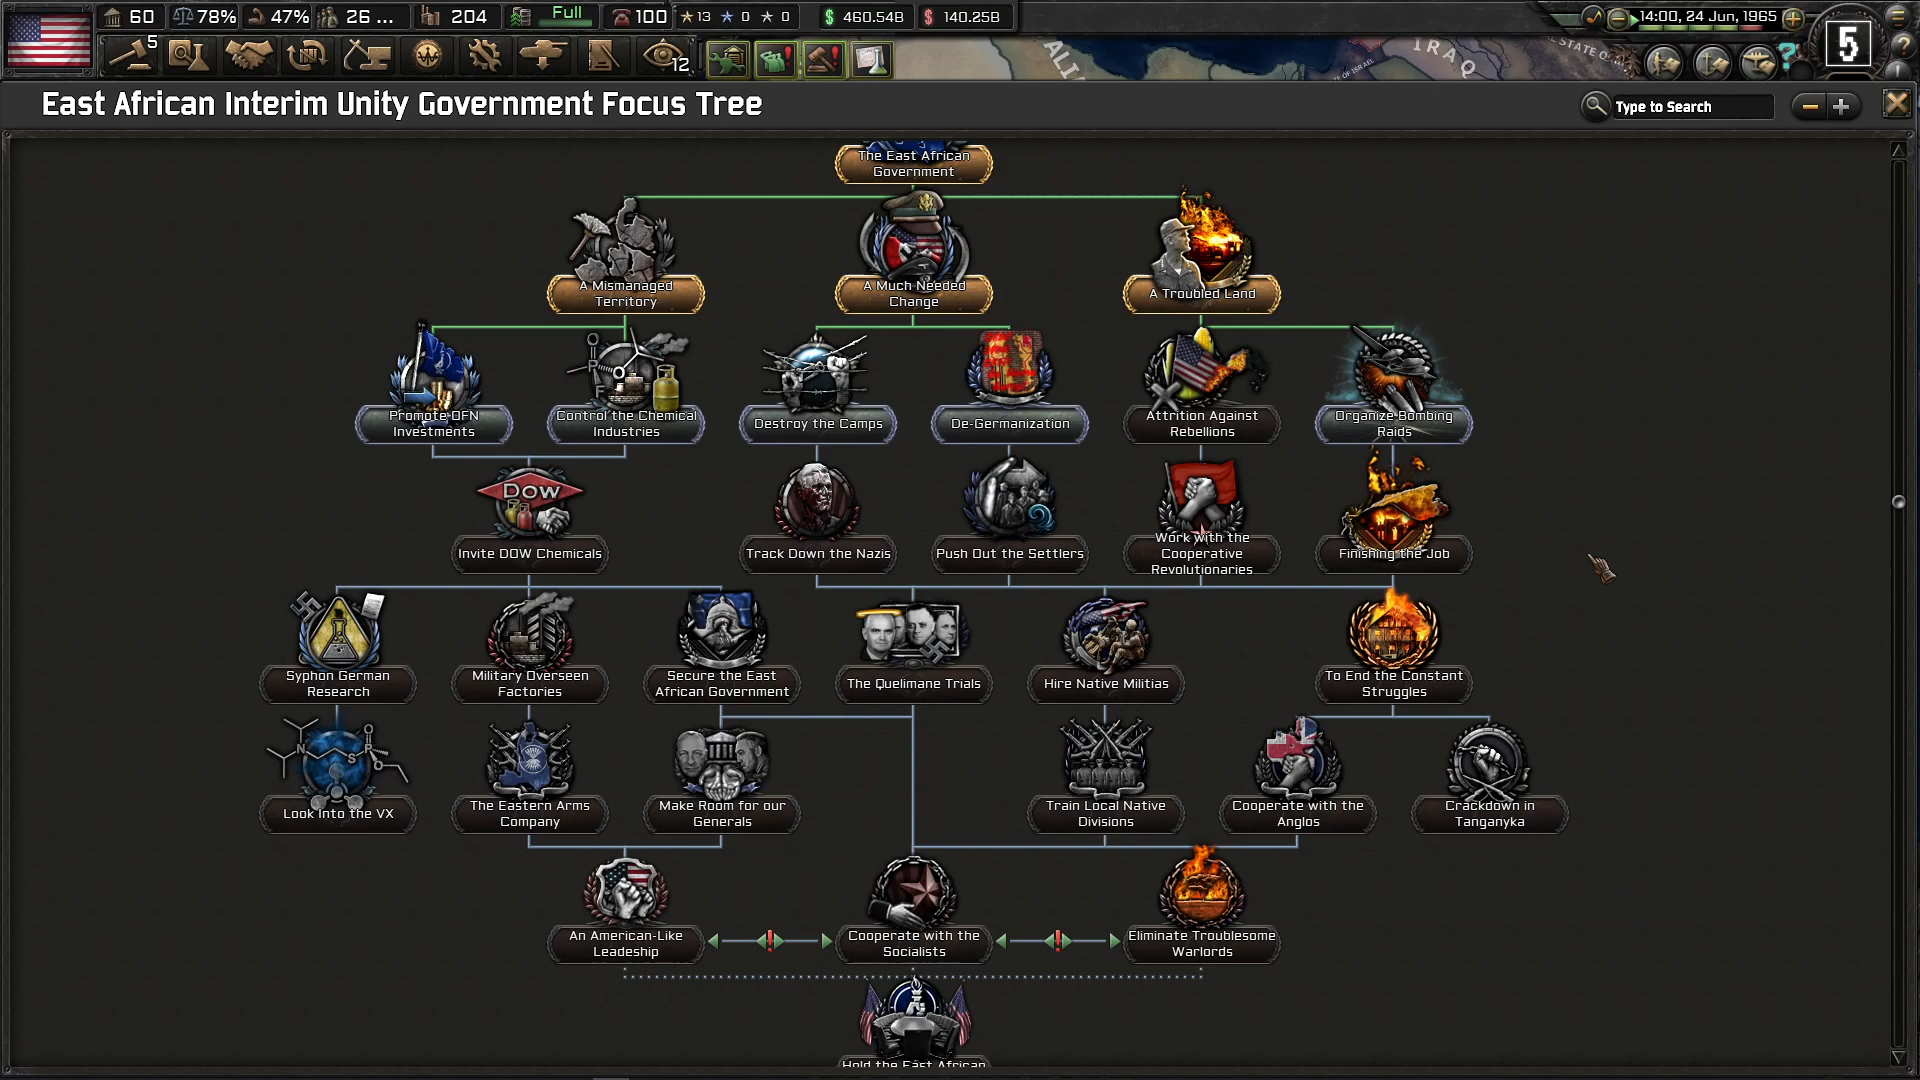 60
78%
47%
26 ...
204
Full
100
13
0
0
460.54B
140.25B
14:00, 24 Jun, 1965
5
5
12
IRAQ
East African Interim Unity Government Focus Tree
Type to Search
The East African
Government
A Mismanaged
Territory
A Much Needed
Change
A Troubled Land
Promote OFN
Investments
Control the Chemical
Industries
Destroy the Camps
De-Germanization
Attrition Against
Rebellions
Organize Bombing
Raids
DOW
Invite DOW Chemicals
Track Down the Nazis
Push Out the Settlers
Work with the
Cooperative
Revolutionaries
Finishing the Job
Syphon German
Research
Military Overseen
Factories
Secure the East
African Government
The Quelimane Trials
Hire Native Militias
To End the Constant
Struggles
Look Into the VX
The Eastern Arms
Company
Make Room for our
Generals
Train Local Native
Divisions
Cooperate with the
Anglos
Crackdown in
Tanganyika
An American-Like
Leadeship
Cooperate with the
Socialists
Eliminate Troublesome
Warlords
Hold the East African